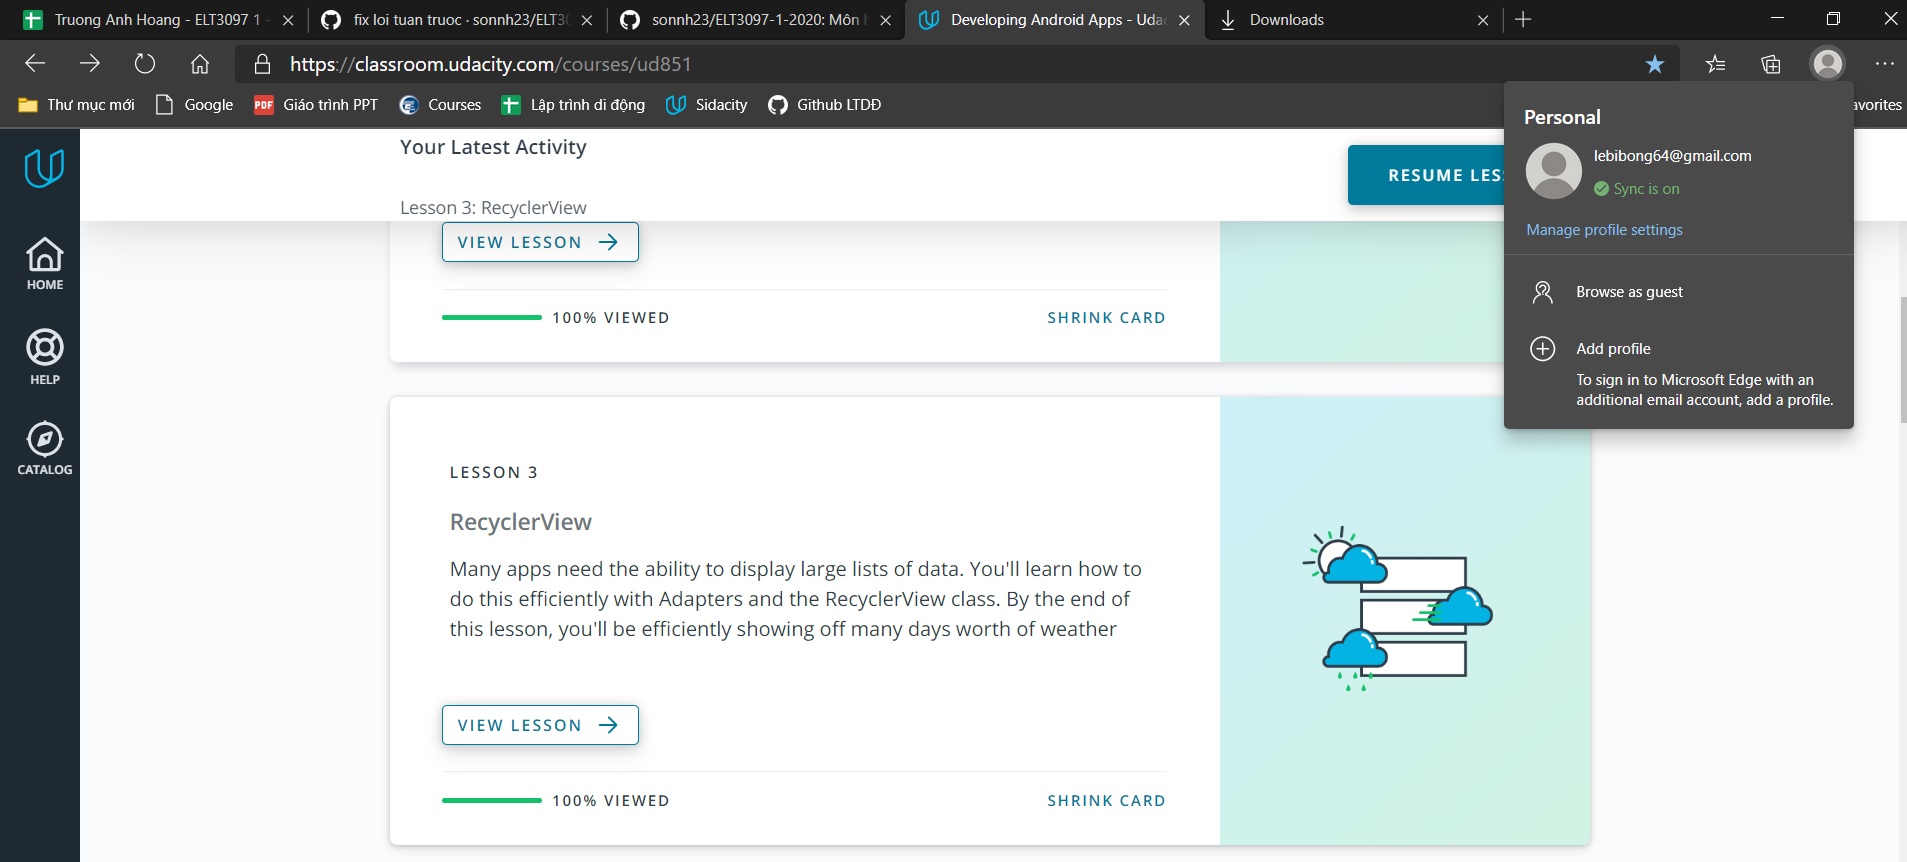 Truong Anh Hoang - ELT3097 1 -
fix loi tuan truoc · sonnh23/ELT30
sonnh23/ELT3097-1-2020: Môn
Developing Android Apps - Udac
Downloads
https://classroom.udacity.com/courses/ud851
Thư mục mới
Google
PDF
Giáo trình PPT
Courses
Lập trình di động
Sidacity
Github LTDĐ
avorites
HOME
HELP
CATALOG
Your Latest Activity
Lesson 3: RecyclerView
RESUME LES
VIEW LESSON
100% VIEWED
SHRINK CARD
LESSON 3
RecyclerView
Many apps need the ability to display large lists of data. You'll learn how to
do this efficiently with Adapters and the RecyclerView class. By the end of
this lesson, you'll be efficiently showing off many days worth of weather
VIEW LESSON
100% VIEWED
SHRINK CARD
Personal
lebibong64@gmail.com
Sync is on
Manage profile settings
Browse as guest
Add profile
To sign in to Microsoft Edge with an
additional email account, add a profile.